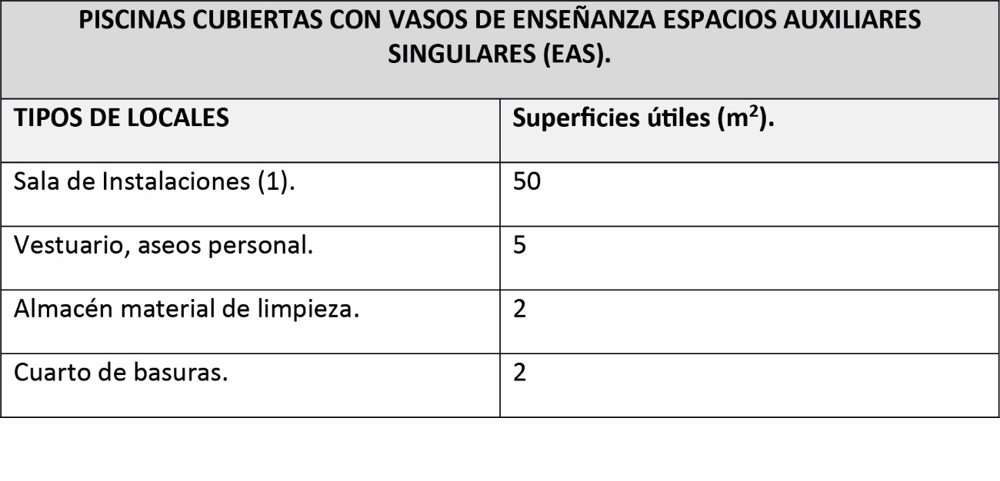 PISCINAS CUBIERTAS CON VASOS DE ENSEÑANZA ESPACIOS AUXILIARES
SINGULARES (EAS).
TIPOS DE LOCALES
Superficies útiles (m²).
Sala de Instalaciones (1).
50
Vestuario, aseos personal.
5
Almacén material de limpieza.
2
Cuarto de basuras.
2